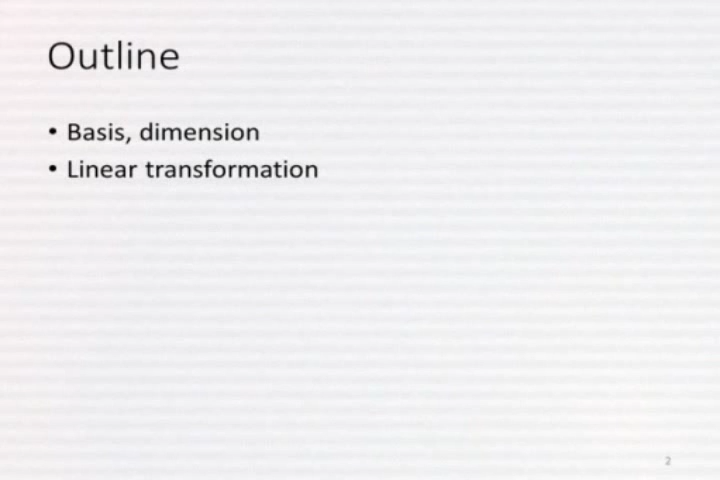 Outline
• Basis, dimension
• Linear transformation
2